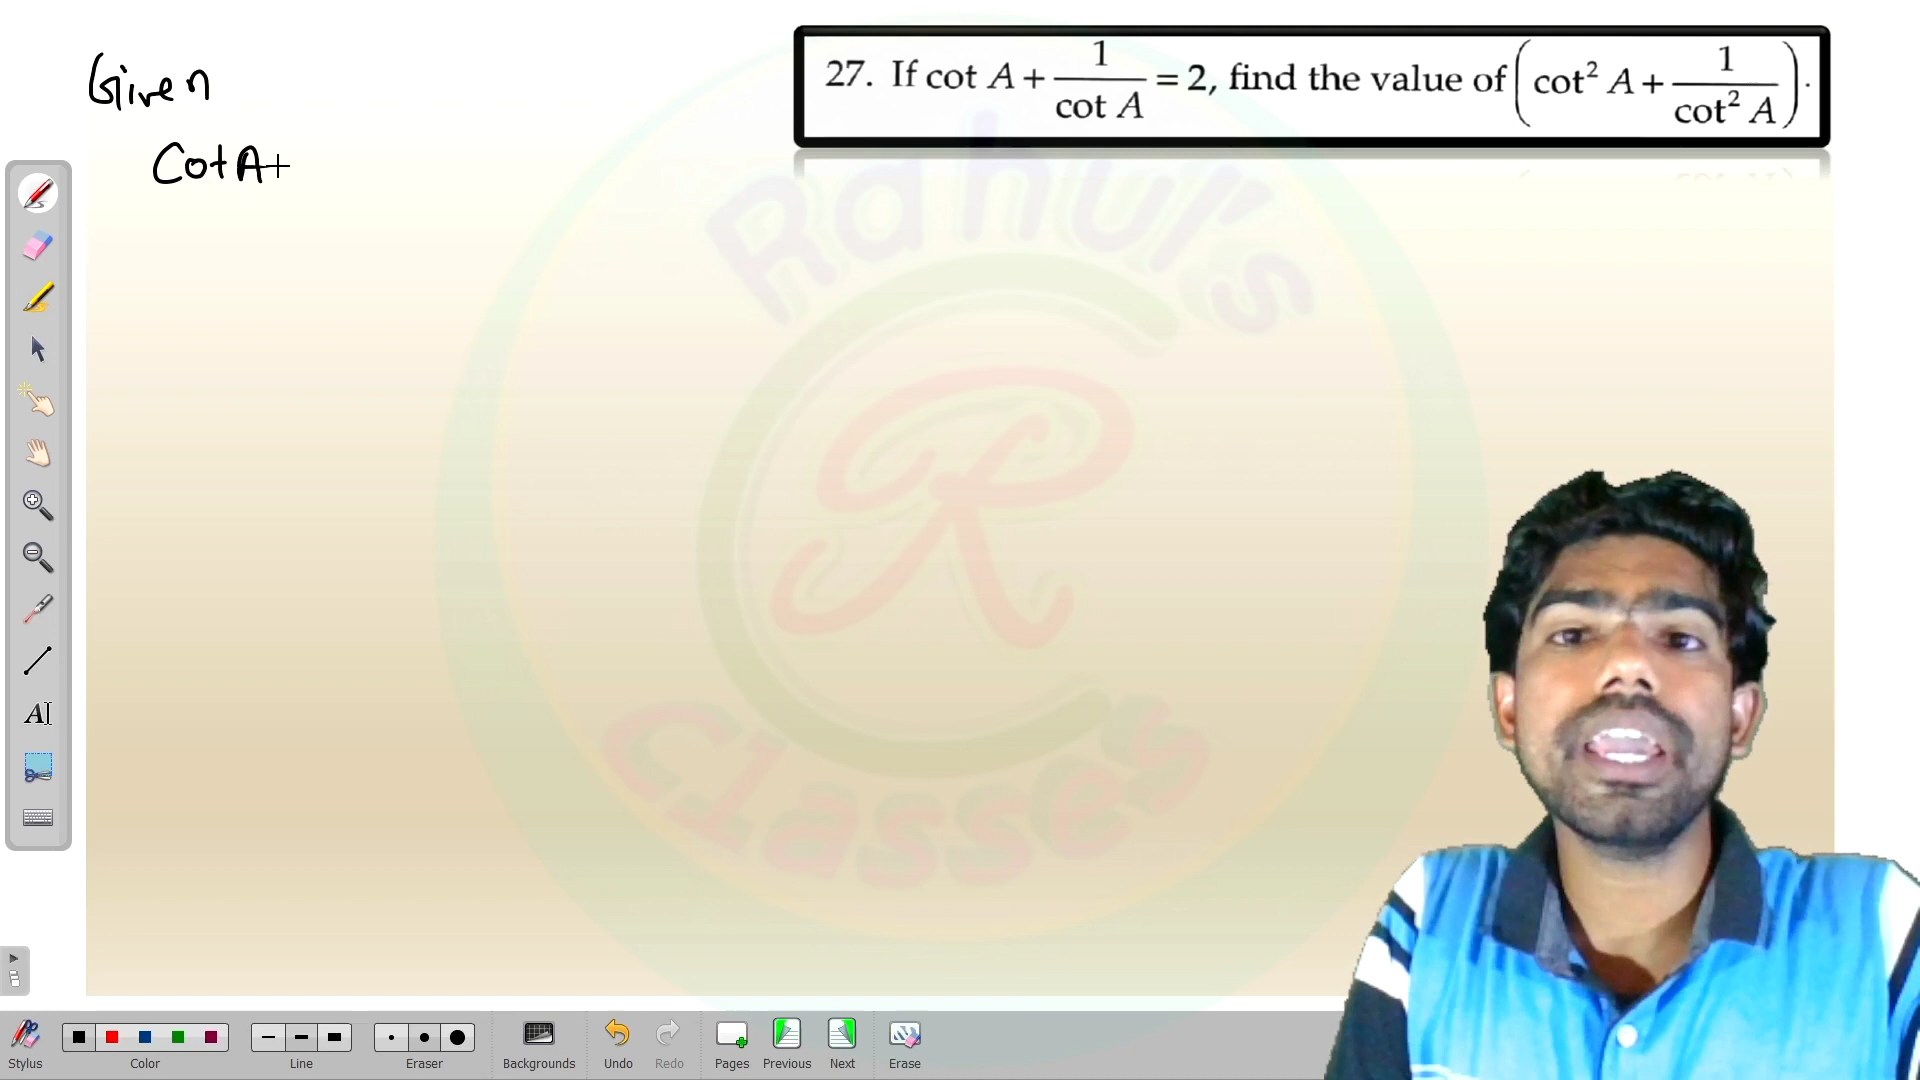 Given
Cot A+
27. If cot A + 1/cot A = 2, find the value of (cot² A + 1/cot² A).
Rahul's
R
Classes
A
Stylus
Color
Line
Eraser
Backgrounds
Undo
Redo
Pages
Previous
Next
Erase